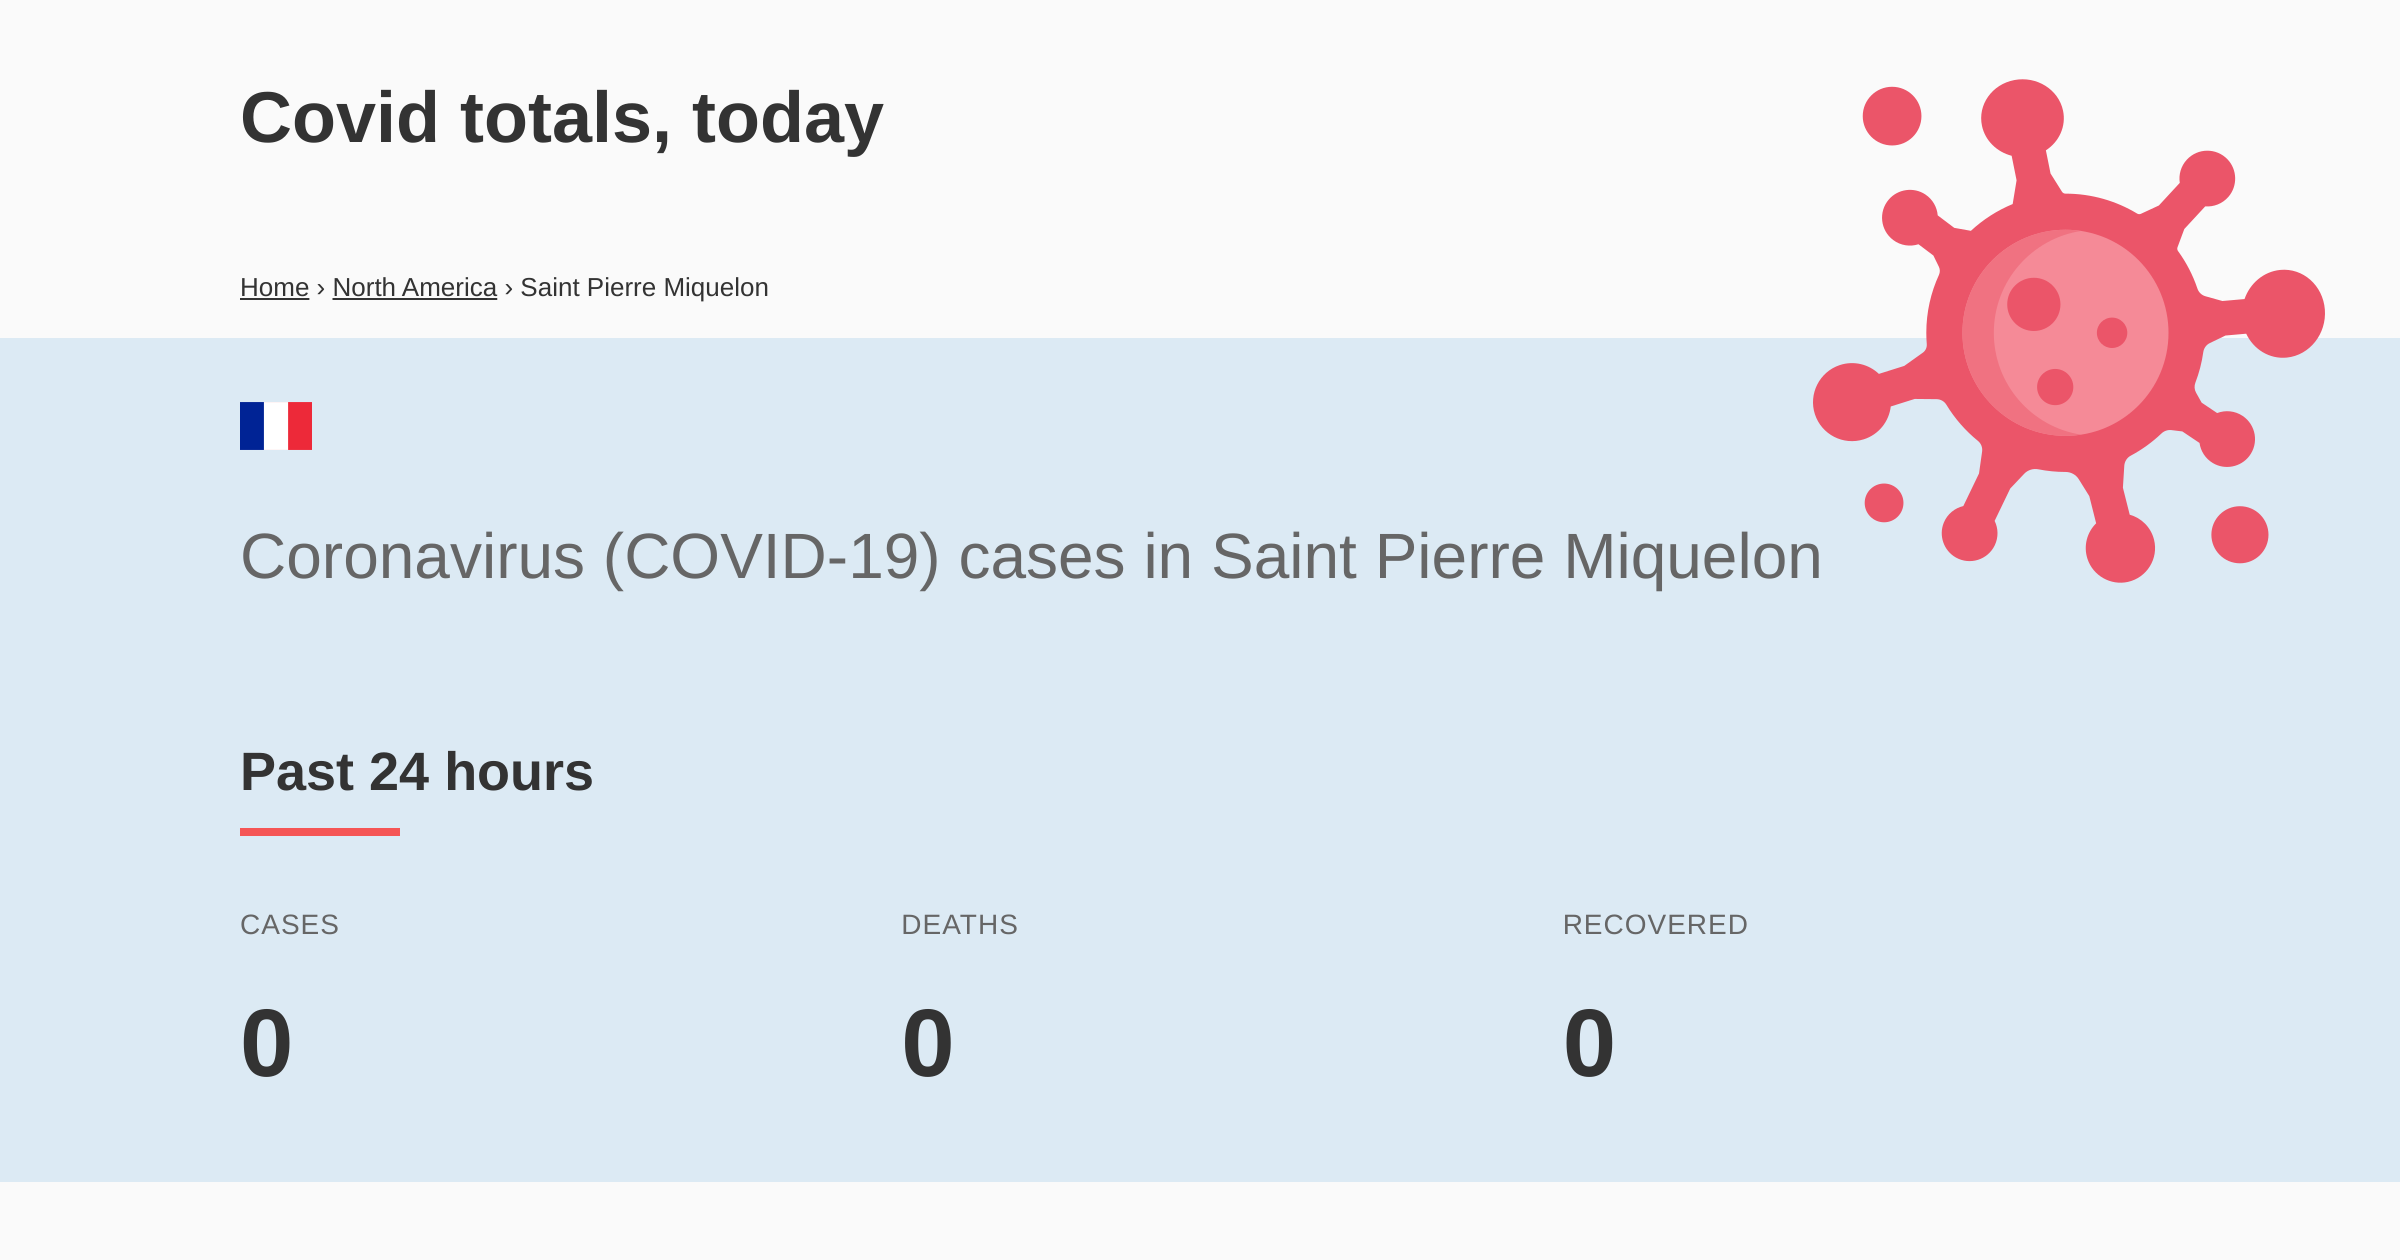 Covid totals, today
Home › North America › Saint Pierre Miquelon
Coronavirus (COVID-19) cases in Saint Pierre Miquelon
Past 24 hours
CASES DEATHS RECOVERED
0 0 0